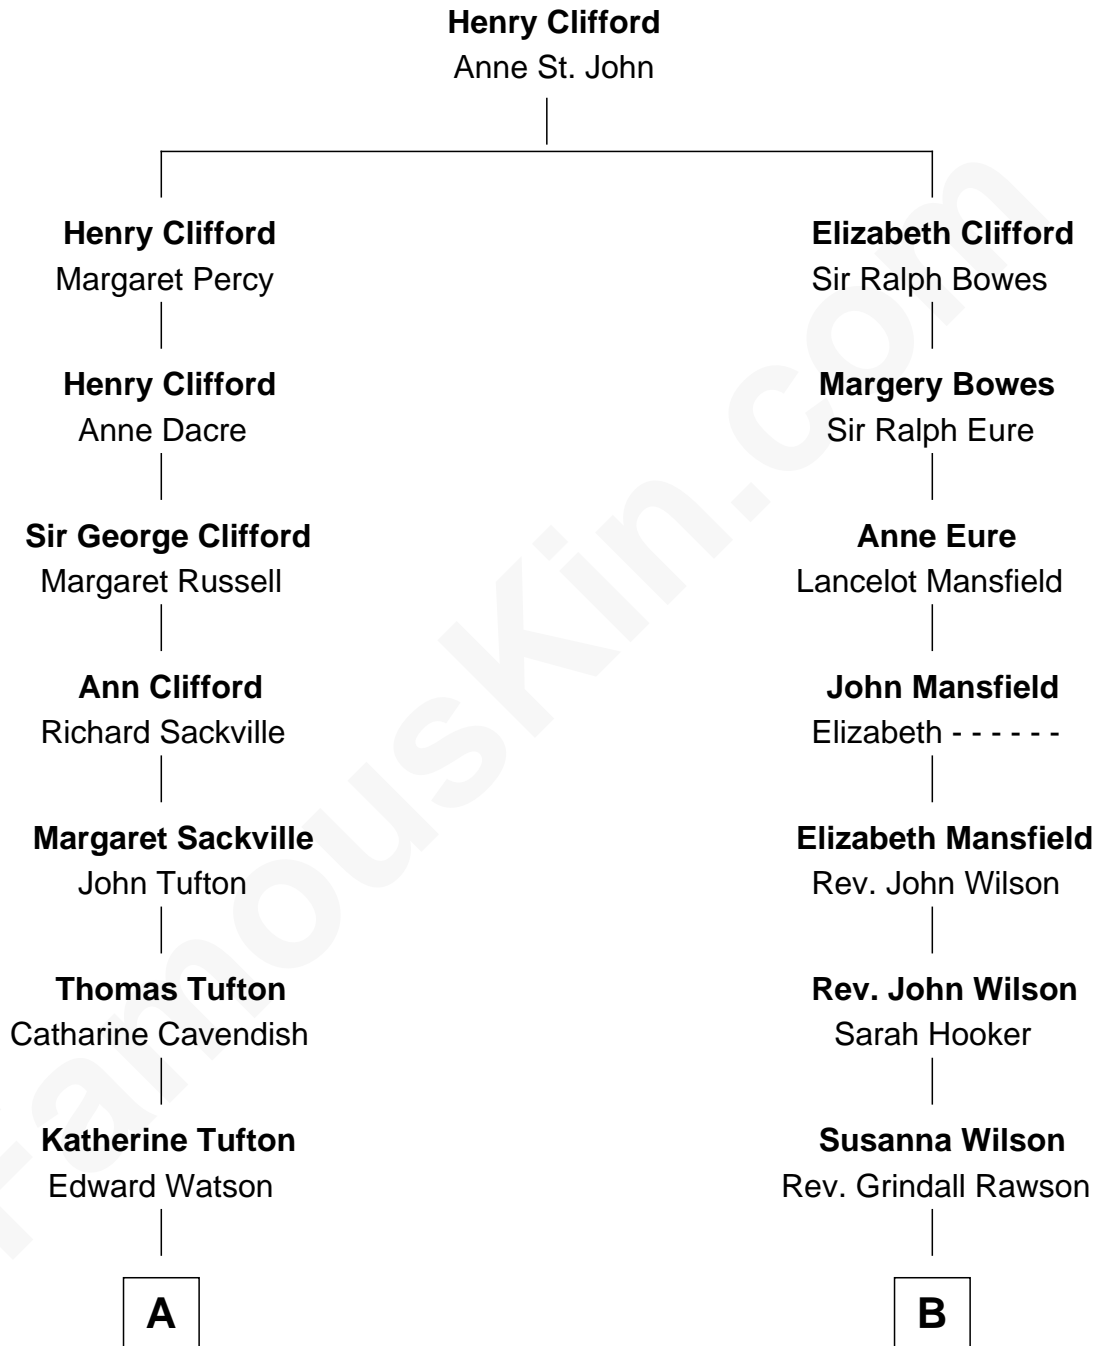 Henry Clifford
Anne St. John
Henry Clifford
Margaret Percy
Elizabeth Clifford
Sir Ralph Bowes
Henry Clifford
Anne Dacre
Margery Bowes
Sir Ralph Eure
Sir George Clifford
Margaret Russell
Anne Eure
Lancelot Mansfield
Ann Clifford
Richard Sackville
John Mansfield
Elizabeth - - - - - -
Margaret Sackville
John Tufton
Elizabeth Mansfield
Rev. John Wilson
Thomas Tufton
Catharine Cavendish
Rev. John Wilson
Sarah Hooker
Katherine Tufton
Edward Watson
Susanna Wilson
Rev. Grindall Rawson
A
B
FamousKin.com